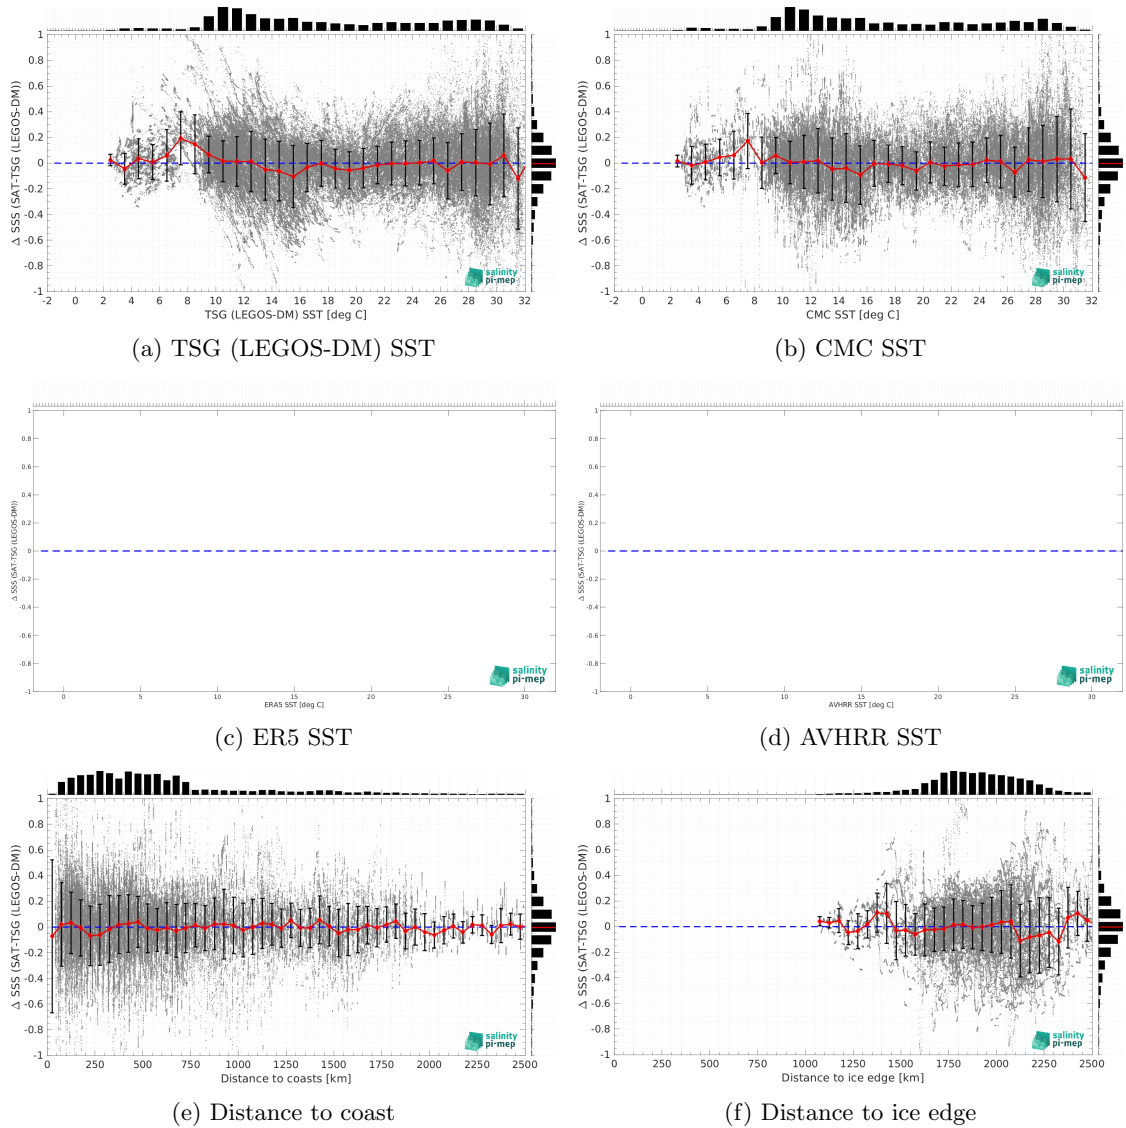 1
0.8
0.6
0.4
0.2
0
-0.2
-0.4
-0.6
-0.8
-1
Δ SSS (SAT-TSG (LEGOS-DM))
salinity
pi-mep
-2 0 2 4 6 8 10 12 14 16 18 20 22 24 26 28 30 32
TSG (LEGOS-DM) SST [deg C]
(a) TSG (LEGOS-DM) SST
1
0.8
0.6
0.4
0.2
0
-0.2
-0.4
-0.6
-0.8
-1
Δ SSS (SAT-TSG (LEGOS-DM))
salinity
pi-mep
-2 0 2 4 6 8 10 12 14 16 18 20 22 24 26 28 30 32
CMC SST [deg C]
(b) CMC SST
1
0.8
0.6
0.4
0.2
0
-0.2
-0.4
-0.6
-0.8
-1
Δ SSS (SAT-TSG (LEGOS-DM))
salinity
pi-mep
0 5 10 15 20 25 30
ERA5 SST [deg C]
(c) ER5 SST
1
0.8
0.6
0.4
0.2
0
-0.2
-0.4
-0.6
-0.8
-1
Δ SSS (SAT-TSG (LEGOS-DM))
salinity
pi-mep
0 5 10 15 20 25 30
AVHRR SST [deg C]
(d) AVHRR SST
1
0.8
0.6
0.4
0.2
0
-0.2
-0.4
-0.6
-0.8
-1
Δ SSS (SAT-TSG (LEGOS-DM))
salinity
pi-mep
0 250 500 750 1000 1250 1500 1750 2000 2250 2500
Distance to coasts [km]
(e) Distance to coast
1
0.8
0.6
0.4
0.2
0
-0.2
-0.4
-0.6
-0.8
-1
Δ SSS (SAT-TSG (LEGOS-DM))
salinity
pi-mep
0 250 500 750 1000 1250 1500 1750 2000 2250 2500
Distance to ice edge [km]
(f) Distance to ice edge